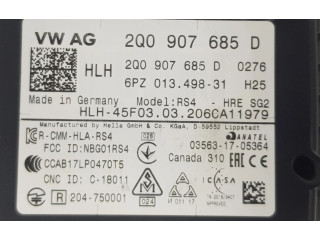 VW AG 2Q0 907 685 D
HLH 2Q0 907 685 D 0276
6PZ 013.498-31 H25
Made in Germany Model: RS4 - HRE SG2
HLH-45F03.03.206CA11979
Manufactured by Hella GmbH & Co. KGaA, D-59552 Lippstadt
R-CMM-HLA-RS4 ANATEL
FCC ID: NBG01RS4 03563-17-05364
CCAB17LP0470T5 Canada 310
CNC ID: C-18011 ICASA
R 204-750001 024